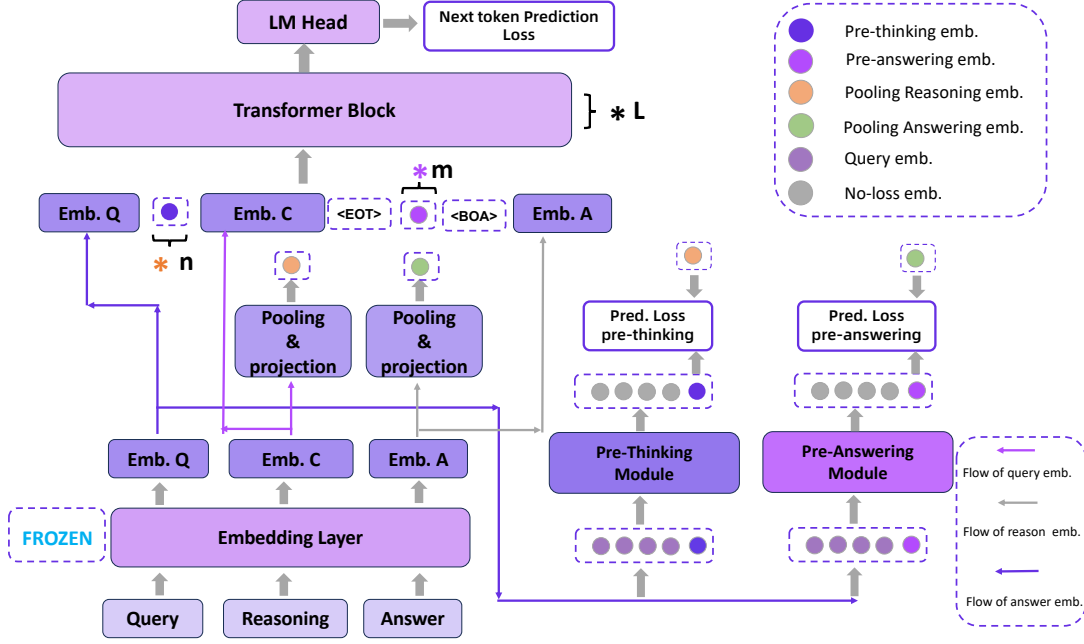 LM Head
Next token Prediction
Loss
Transformer Block
* L
* m
Emb. Q
Emb. C
<EOT>
<BOA>
Emb. A
* n
Pooling
&
projection
Pooling
&
projection
Emb. Q
Emb. C
Emb. A
FROZEN
Embedding Layer
Query
Reasoning
Answer
Pred. Loss
pre-thinking
Pred. Loss
pre-answering
Pre-Thinking
Module
Pre-Answering
Module
Pre-thinking emb.
Pre-answering emb.
Pooling Reasoning emb.
Pooling Answering emb.
Query emb.
No-loss emb.
Flow of query emb.
Flow of reason emb.
Flow of answer emb.